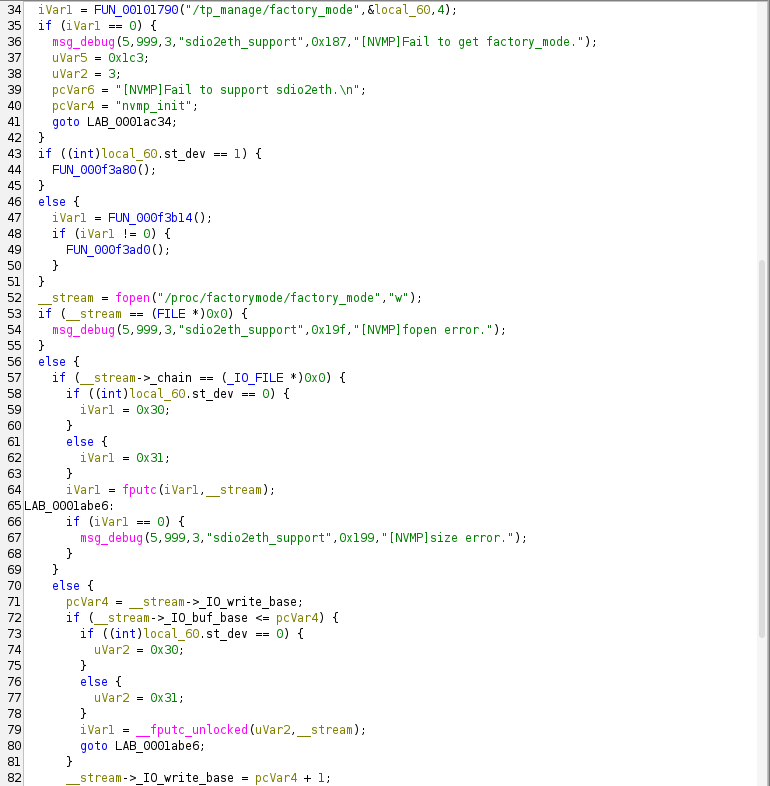 34 iVar1 = FUN_00101790("/tp_manage/factory_mode",&local_60,4);
35 if (iVar1 == 0) {
36 msg_debug(5,999,3,"sdio2eth_support",0x187,"[NVMP]Fail to get factory_mode.");
37 uVar5 = 0x1c3;
38 uVar2 = 3;
39 pcVar6 = "[NVMP]Fail to support sdio2eth.\n";
40 pcVar4 = "nvmp_init";
41 goto LAB_0001ac34;
42 }
43 if ((int)local_60.st_dev == 1) {
44 FUN_000f3a80();
45 }
46 else {
47 iVar1 = FUN_000f3b14();
48 if (iVar1 != 0) {
49 FUN_000f3ad0();
50 }
51 }
52 __stream = fopen("/proc/factorymode/factory_mode","w");
53 if (__stream == (FILE *)0x0) {
54 msg_debug(5,999,3,"sdio2eth_support",0x19f,"[NVMP]fopen error.");
55 }
56 else {
57 if (__stream->_chain == (_IO_FILE *)0x0) {
58 if ((int)local_60.st_dev == 0) {
59 iVar1 = 0x30;
60 }
61 else {
62 iVar1 = 0x31;
63 }
64 iVar1 = fputc(iVar1,__stream);
65 LAB_0001abe6:
66 if (iVar1 == 0) {
67 msg_debug(5,999,3,"sdio2eth_support",0x199,"[NVMP]size error.");
68 }
69 }
70 else {
71 pcVar4 = __stream->_IO_write_base;
72 if (__stream->_IO_buf_base <= pcVar4) {
73 if ((int)local_60.st_dev == 0) {
74 uVar2 = 0x30;
75 }
76 else {
77 uVar2 = 0x31;
78 }
79 iVar1 = __fputc_unlocked(uVar2,__stream);
80 goto LAB_0001abe6;
81 }
82 __stream->_IO_write_base = pcVar4 + 1;